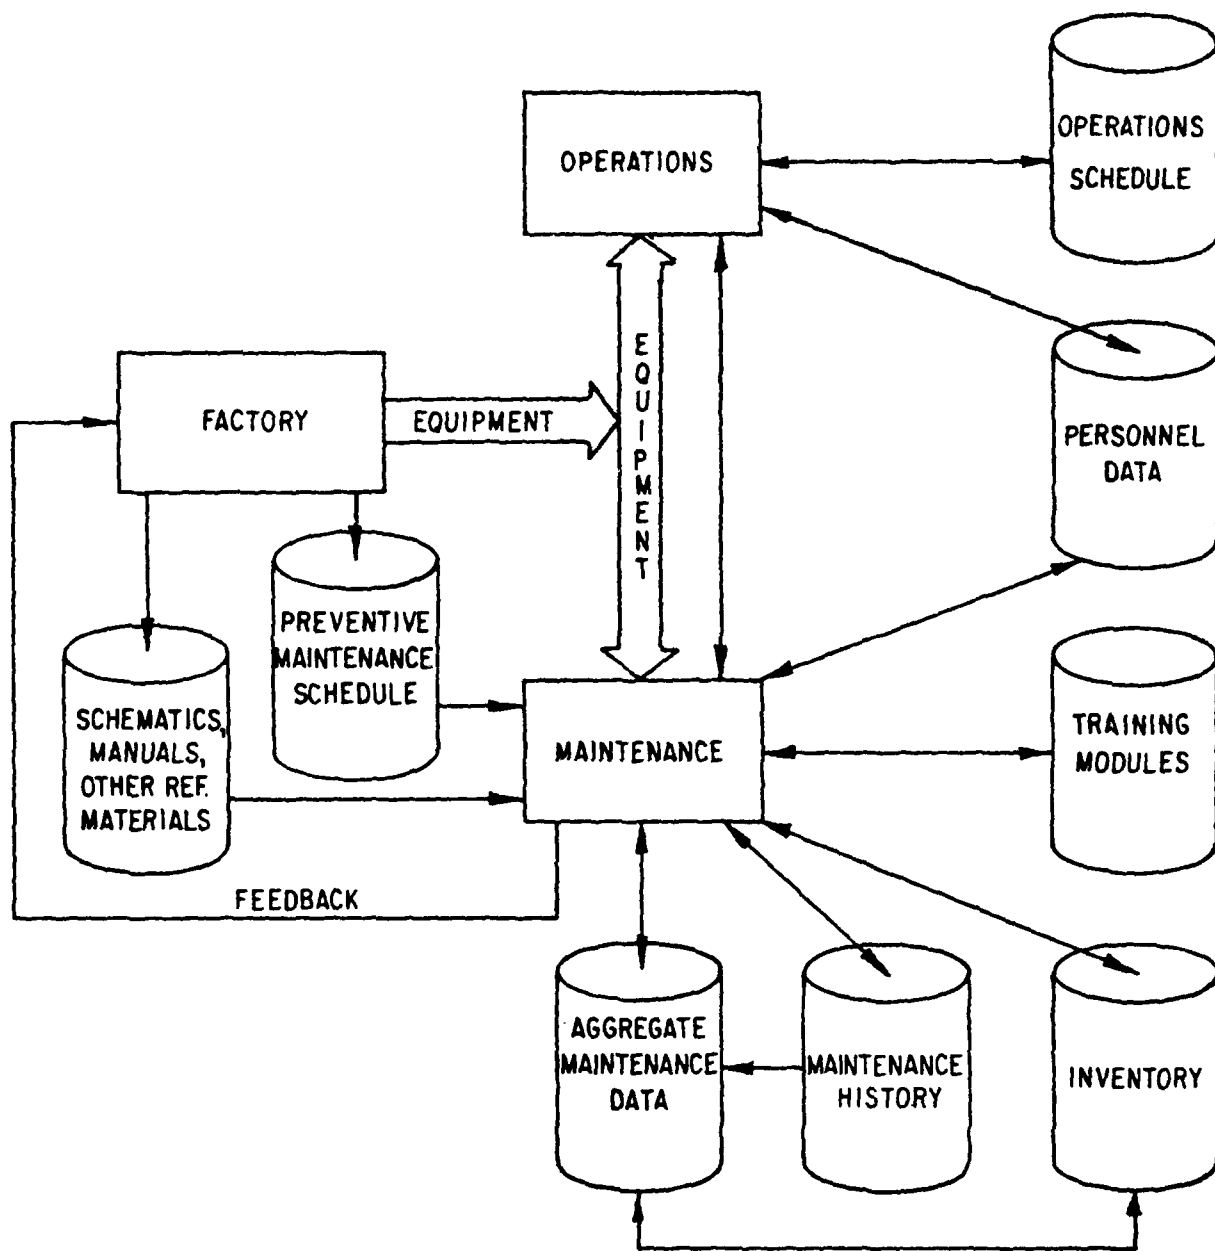 OPERATIONS
SCHEDULE
OPERATIONS
EQUIPMENT
FACTORY
EQUIPMENT
PERSONNEL
DATA
PREVENTIVE
MAINTENANCE
SCHEDULE
SCHEMATICS,
MANUALS,
OTHER REF.
MATERIALS
MAINTENANCE
TRAINING
MODULES
FEEDBACK
AGGREGATE
MAINTENANCE
DATA
MAINTENANCE
HISTORY
INVENTORY